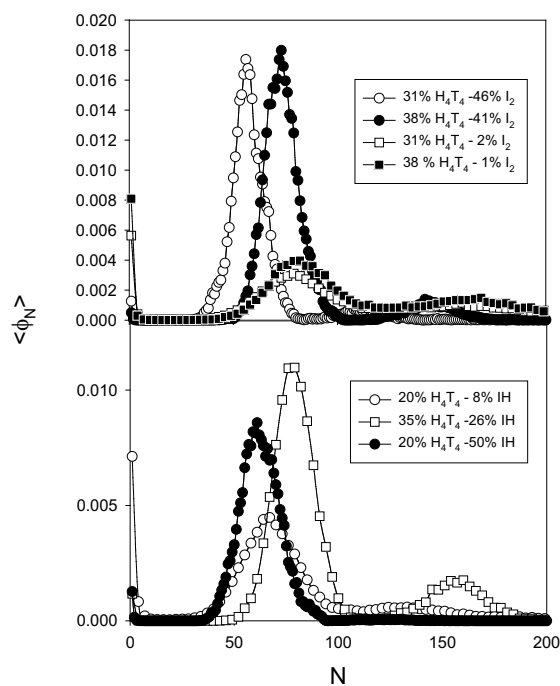 0.020
0.018
0.016
0.014
0.012
0.010
0.008
0.006
0.004
0.002
0.000
31% H₄T₄ -46% I₂
38% H₄T₄ -41% I₂
31% H₄T₄ - 2% I₂
38 % H₄T₄ - 1% I₂
<ϕN>
0.010
0.005
0.000
20% H₄T₄ - 8% IH
35% H₄T₄ -26% IH
20% H₄T₄ -50% IH
0 50 100 150 200
N